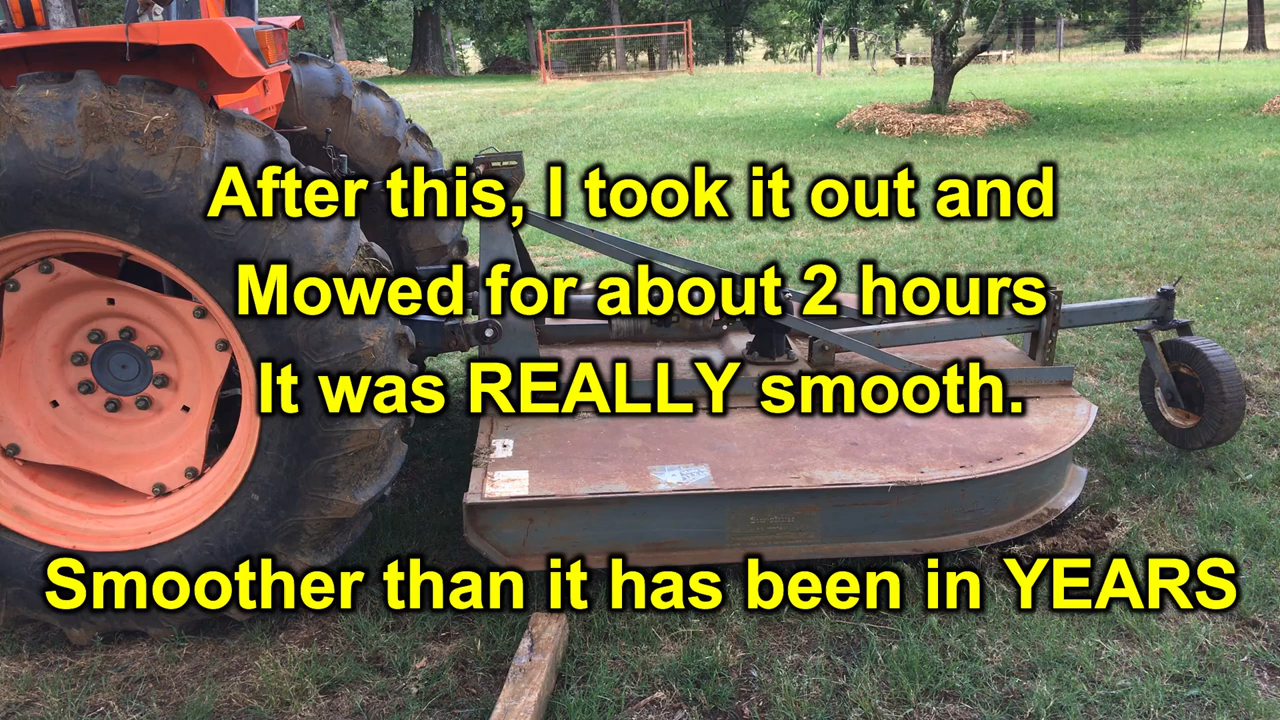 After this, I took it out and
Mowed for about 2 hours
It was REALLY smooth.
Smoother than it has been in YEARS